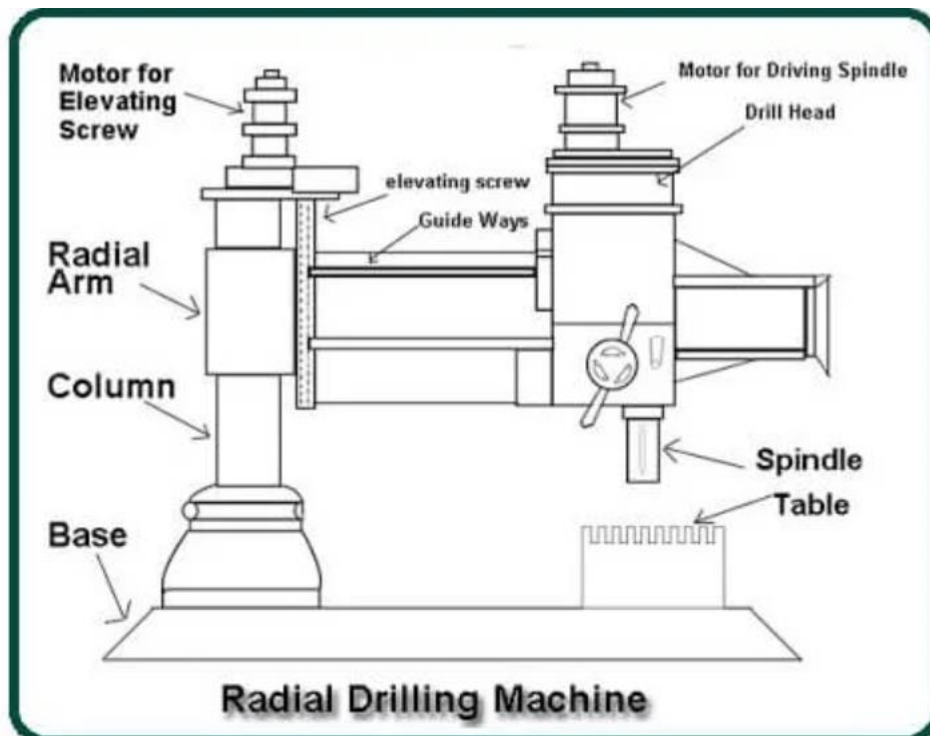 Motor for
Elevating
Screw
Motor for Driving Spindle
Drill Head
elevating screw
Guide Ways
Radial
Arm
Column
Spindle
Table
Base
Radial Drilling Machine